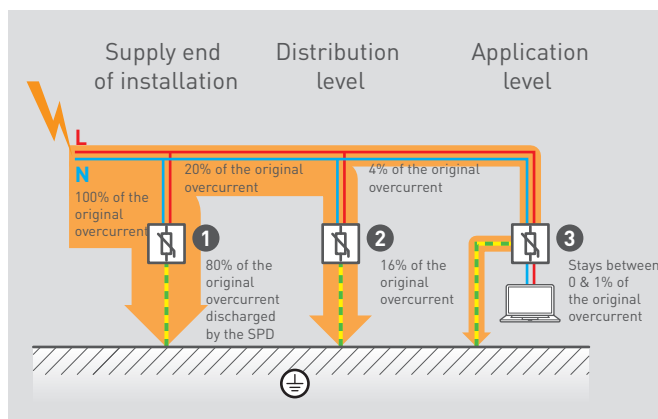 Supply end
of installation
Distribution
level
Application
level
L
N
100% of the
original
overcurrent
20% of the original
overcurrent
4% of the original
overcurrent
1
80% of the
original
overcurrent
discharged
by the SPD
2
16% of the
original
overcurrent
3
Stays between
0 & 1% of
the original
overcurrent